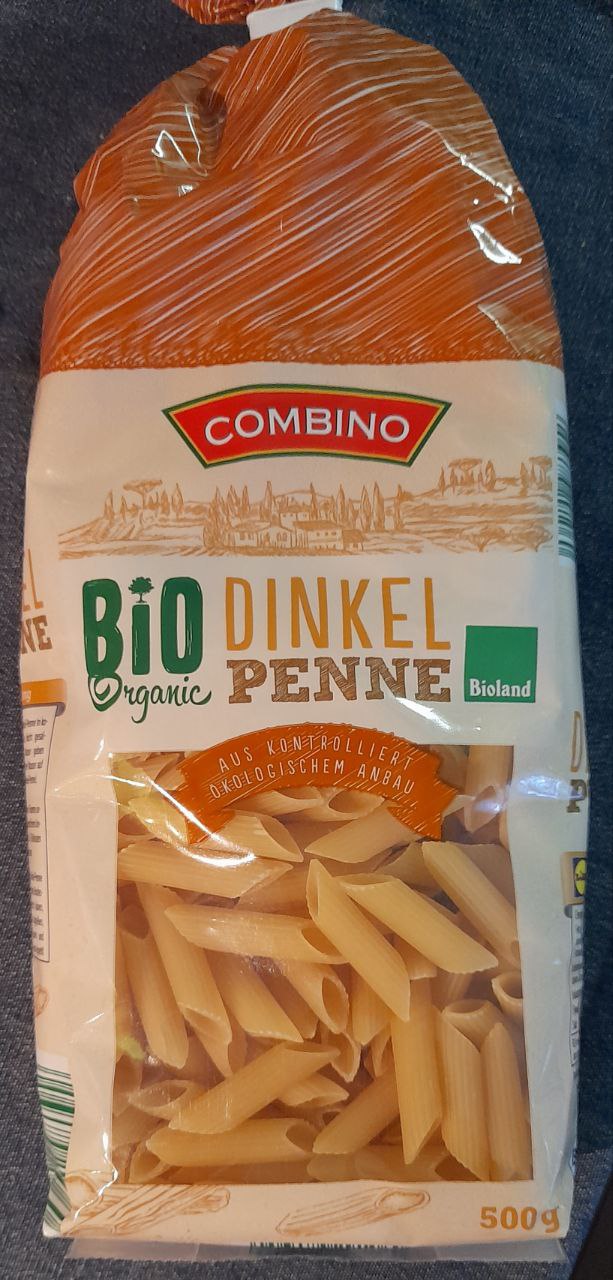 COMBINO
BiO
Organic
DINKEL
PENNE
Bioland
AUS KONTROLLIERT
ÖKOLOGISCHEM ANBAU
500g